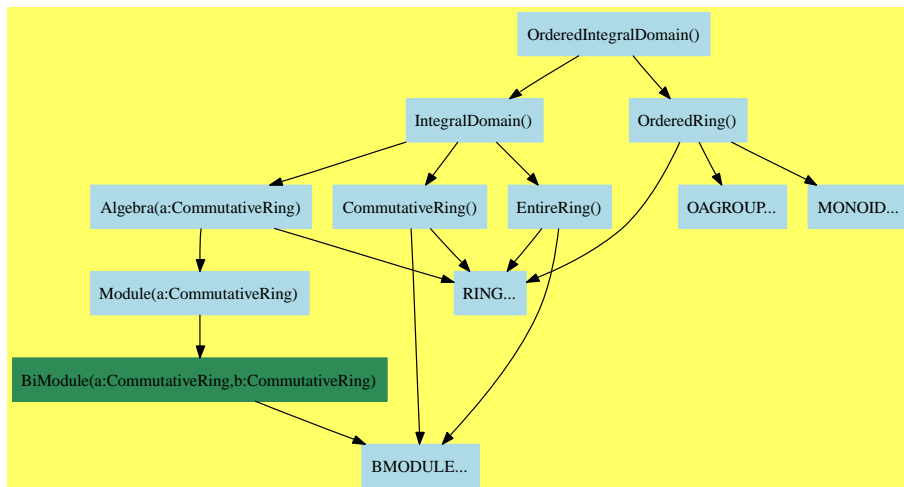 OrderedIntegralDomain()
IntegralDomain()
OrderedRing()
Algebra(a:CommutativeRing)
CommutativeRing()
EntireRing()
OAGROUP...
MONOID...
Module(a:CommutativeRing)
RING...
BiModule(a:CommutativeRing,b:CommutativeRing)
BMODULE...